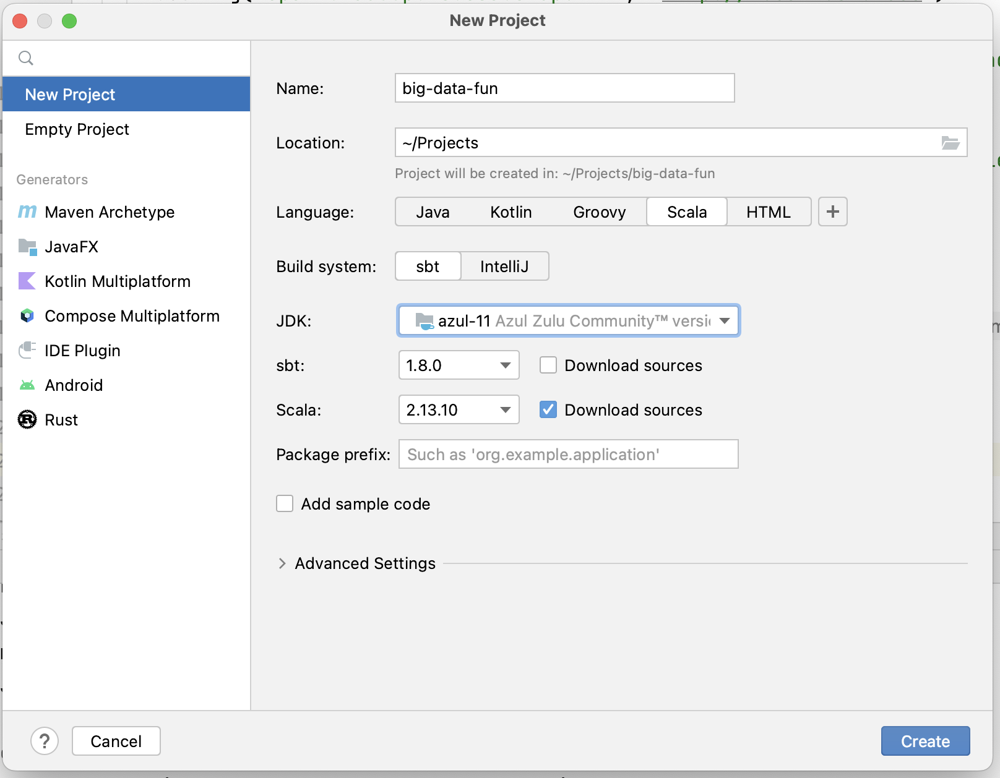 New Project
New Project
Empty Project
Generators
m Maven Archetype
JavaFX
Kotlin Multiplatform
Compose Multiplatform
IDE Plugin
Android
R Rust
Name: big-data-fun
Location: ~/Projects
Project will be created in: ~/Projects/big-data-fun
Language: Java Kotlin Groovy Scala HTML +
Build system: sbt IntelliJ
JDK: azul-11 Azul Zulu Community™ versi
sbt: 1.8.0 Download sources
Scala: 2.13.10 Download sources
Package prefix: Such as 'org.example.application'
Add sample code
Advanced Settings
? Cancel Create